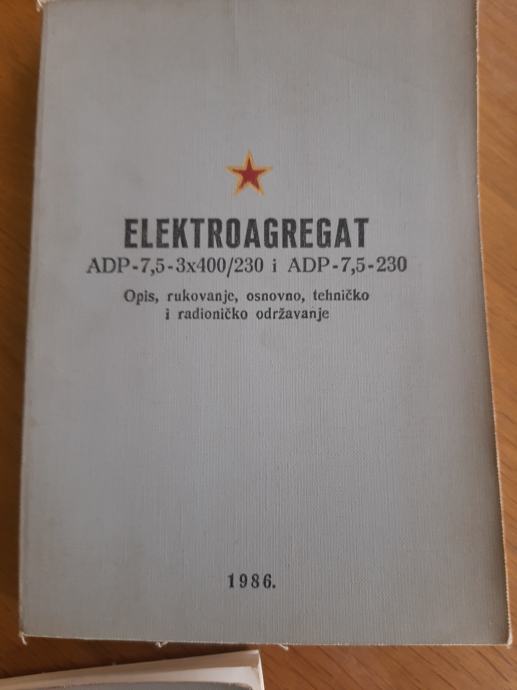 ELEKTROAGREGAT
ADP-7,5-3x400/230 i ADP-7,5-230
Opis, rukovanje, osnovno, tehničko
i radioničko održavanje
1986.